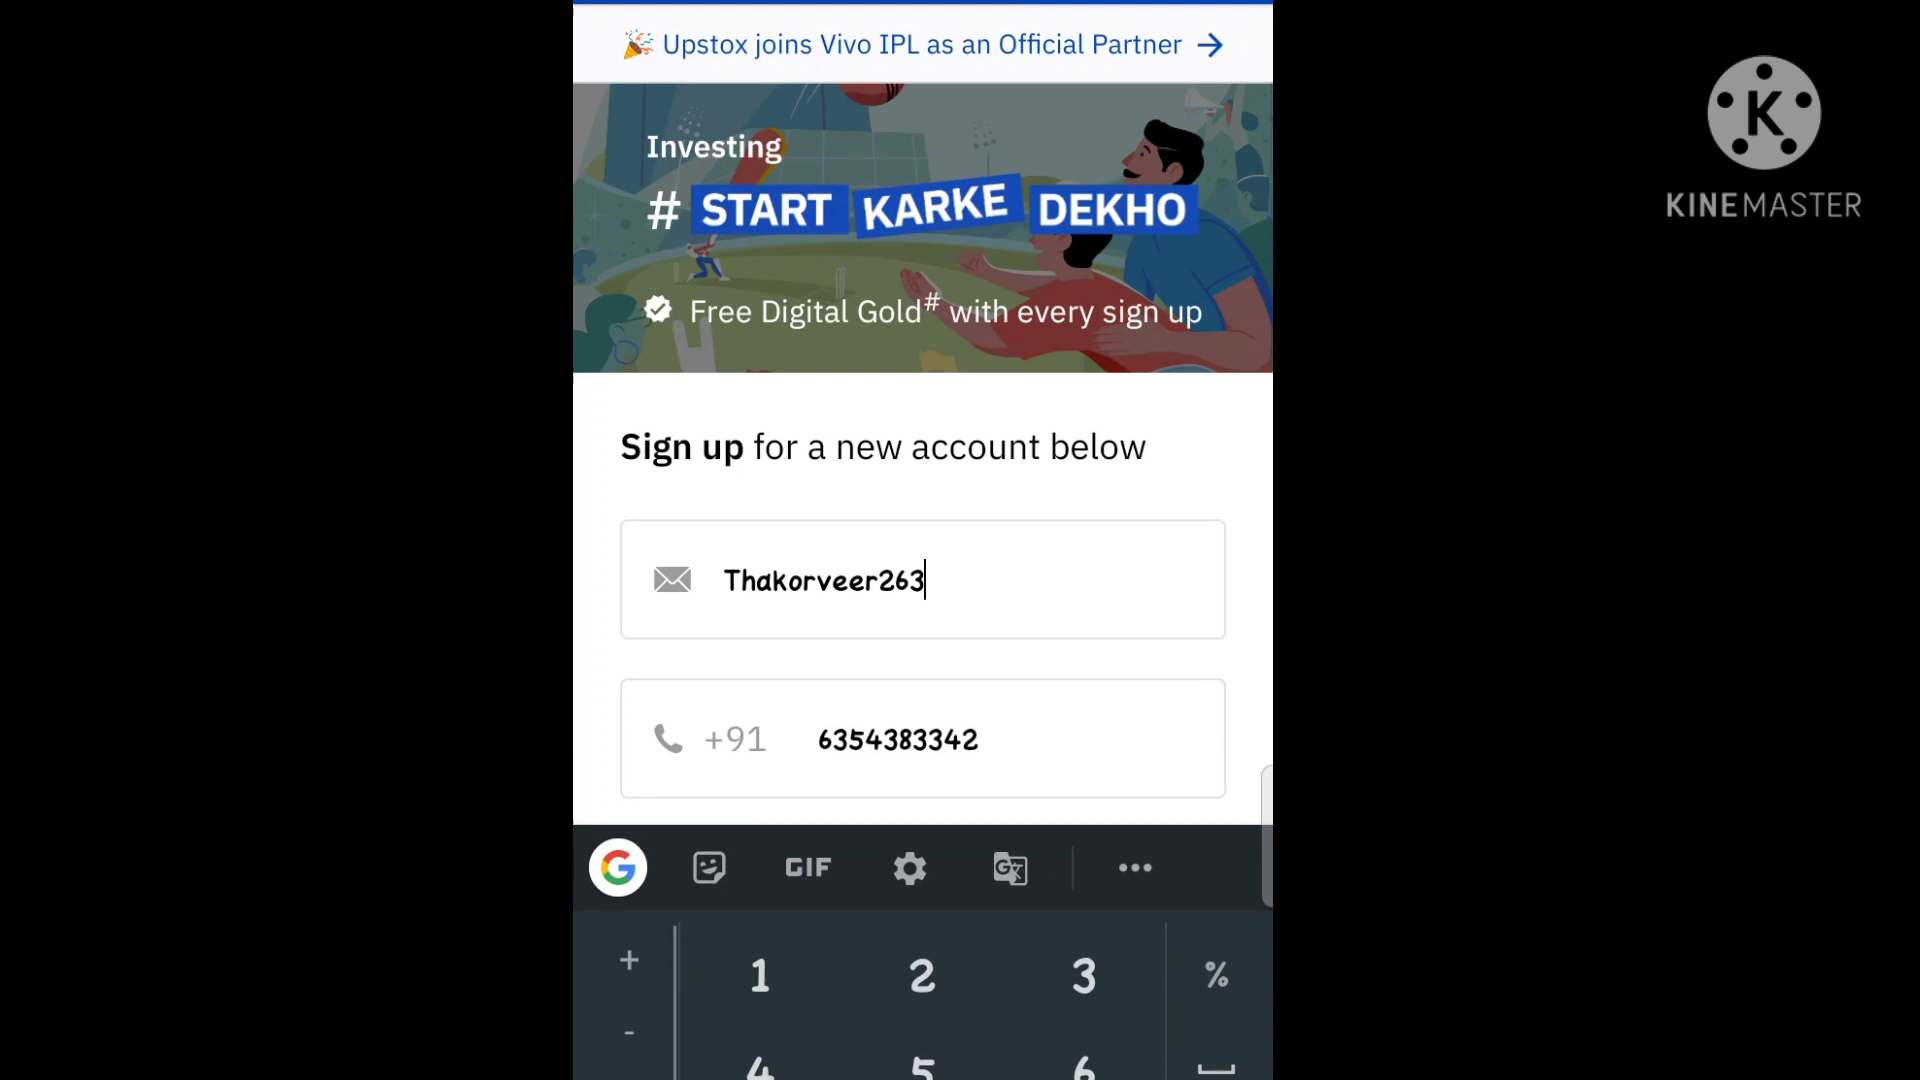 🎉 Upstox joins Vivo IPL as an Official Partner →
Investing
# START KARKE DEKHO
Free Digital Gold# with every sign up
Sign up for a new account below
Thakorveer263
+91 6354383342
G GIF ...
+ 1 2 3 %
- 4 5 6
K
KINEMASTER